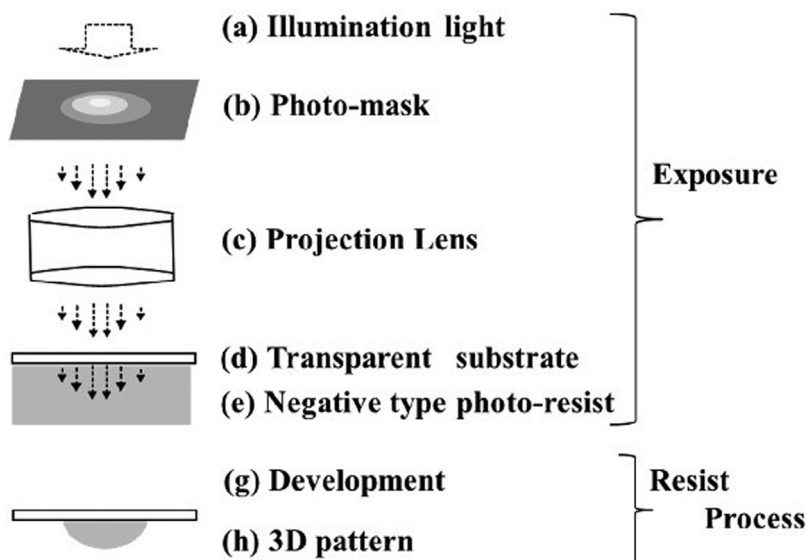 (a) Illumination light
(b) Photo-mask
Exposure
(c) Projection Lens
(d) Transparent substrate
(e) Negative type photo-resist
(g) Development
Resist
Process
(h) 3D pattern